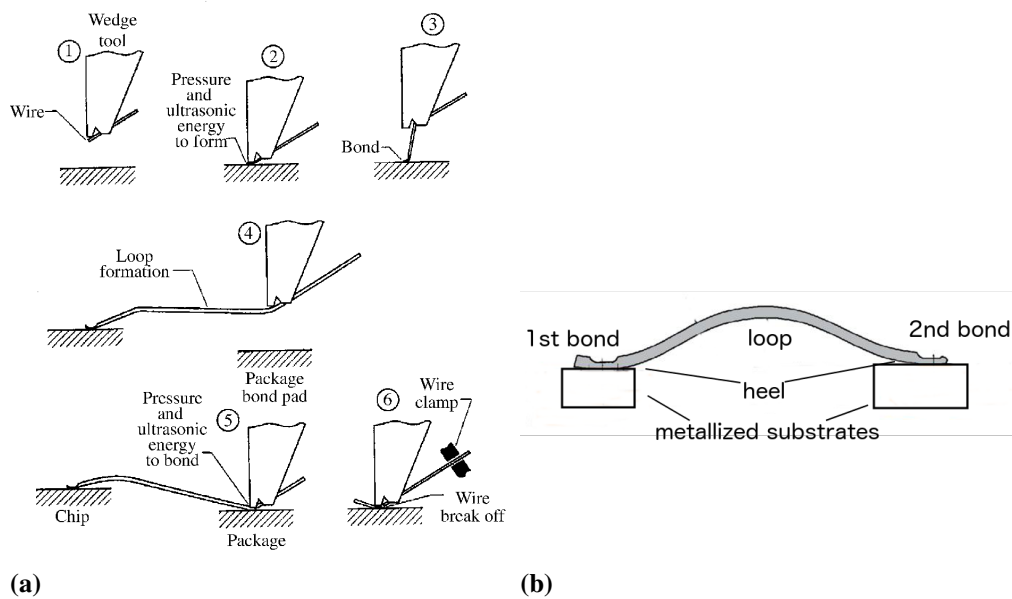 Wedge
tool
1
Wire
2
Pressure
and
ultrasonic
energy
to form
3
Bond
4
Loop
formation
Package
bond pad
Pressure
and
ultrasonic
energy
to bond
5
Chip
Package
6
Wire
clamp
Wire
break off
(a)
1st bond
loop
2nd bond
heel
metallized substrates
(b)